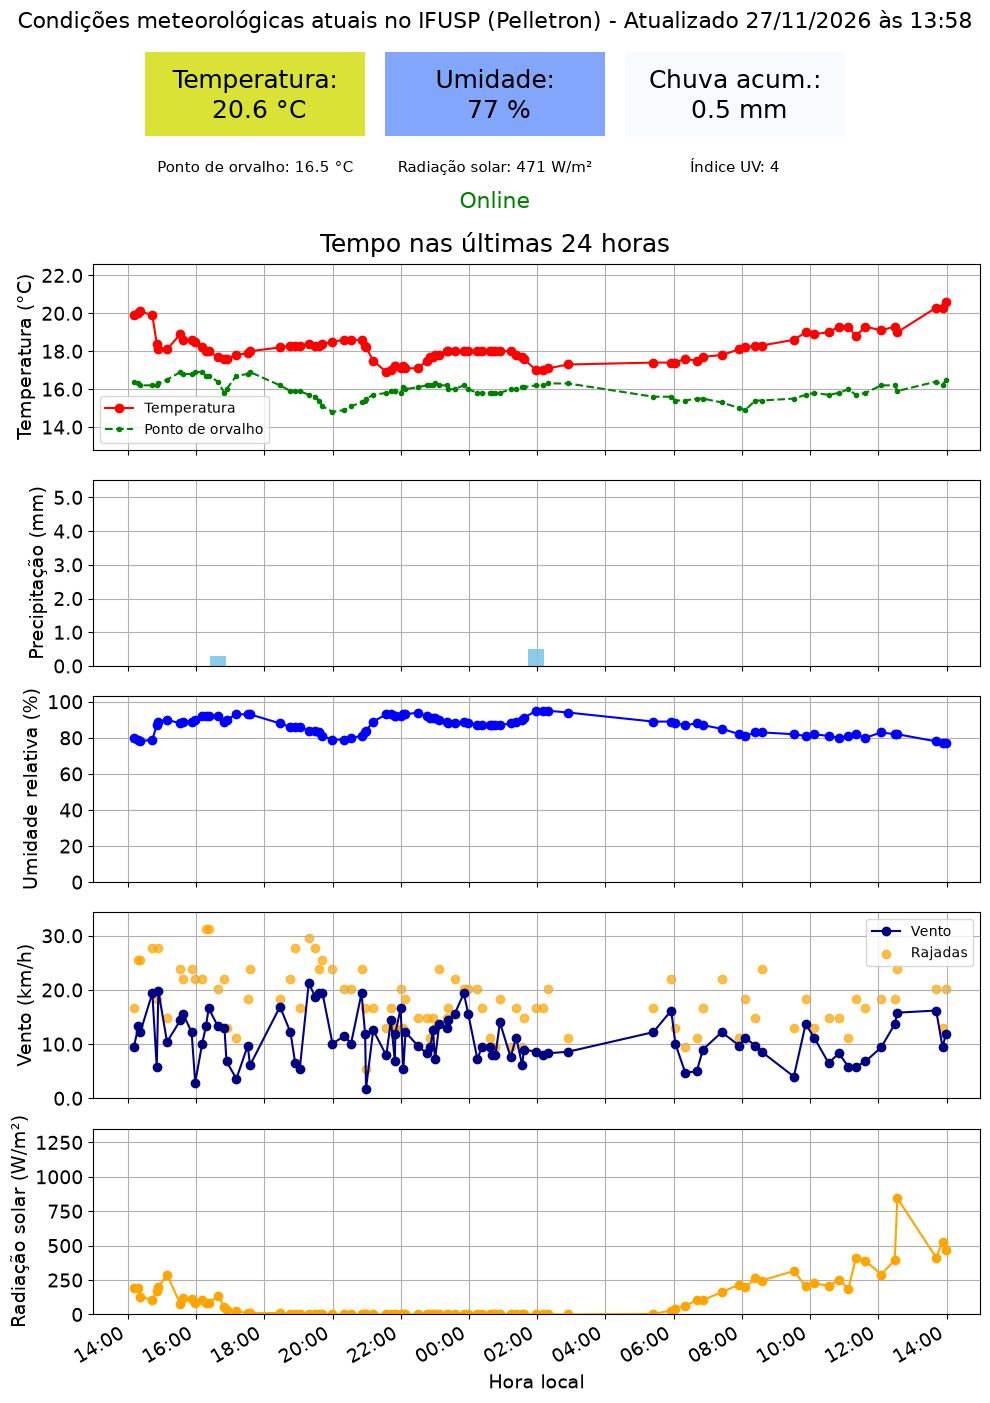 Condições meteorológicas atuais no IFUSP (Pelletron) - Atualizado 27/11/2026 às 13:58
Temperatura:
20.6 °C
Umidade:
77 %
Chuva acum.:
0.5 mm
Ponto de orvalho: 16.5 °C
Radiação solar: 471 W/m²
Índice UV: 4
Online
Tempo nas últimas 24 horas
Temperatura (°C)
22.0
20.0
18.0
16.0
14.0
Temperatura
Ponto de orvalho
Precipitação (mm)
5.0
4.0
3.0
2.0
1.0
0.0
Umidade relativa (%)
100
80
60
40
20
0
Vento (km/h)
30.0
20.0
10.0
0.0
Vento
Rajadas
Radiação solar (W/m²)
1250
1000
750
500
250
0
14:00
16:00
18:00
20:00
22:00
00:00
02:00
04:00
06:00
08:00
10:00
12:00
14:00
Hora local